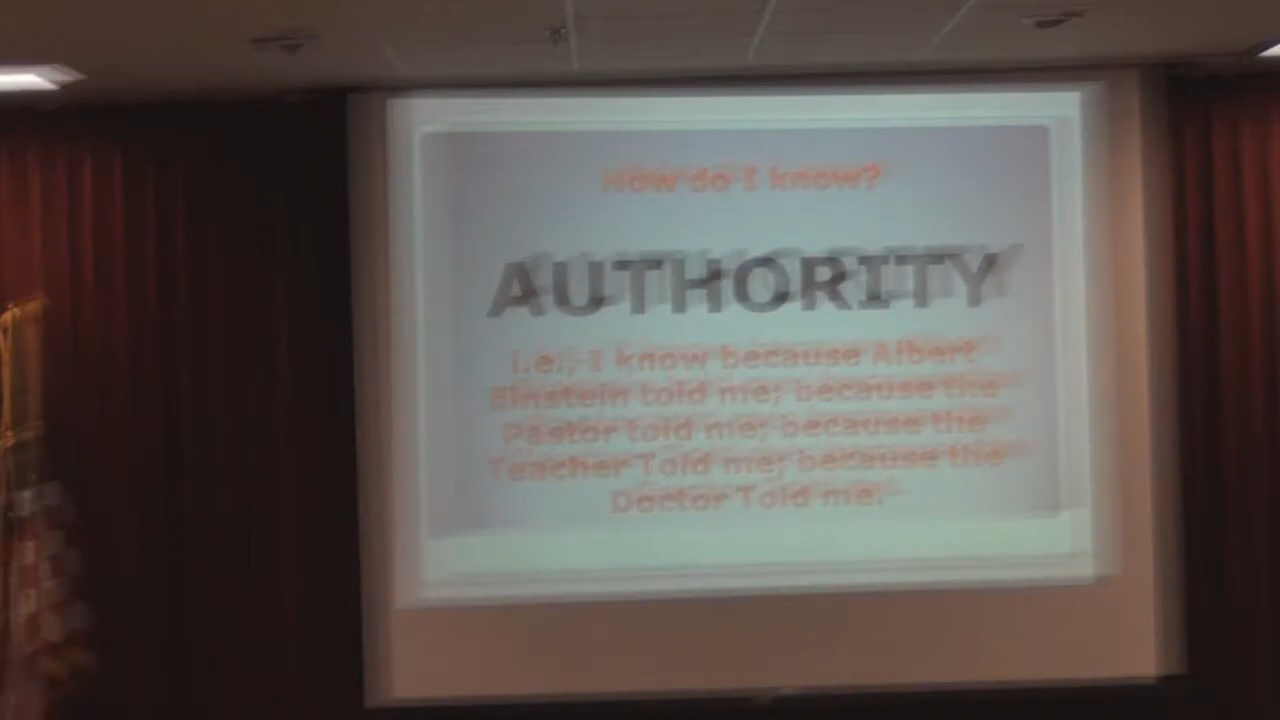 How do I know?
AUTHORITY
i.e., I know because Albert
Einstein told me; because the
Pastor told me; because the
Teacher Told me; because the
Doctor Told me.